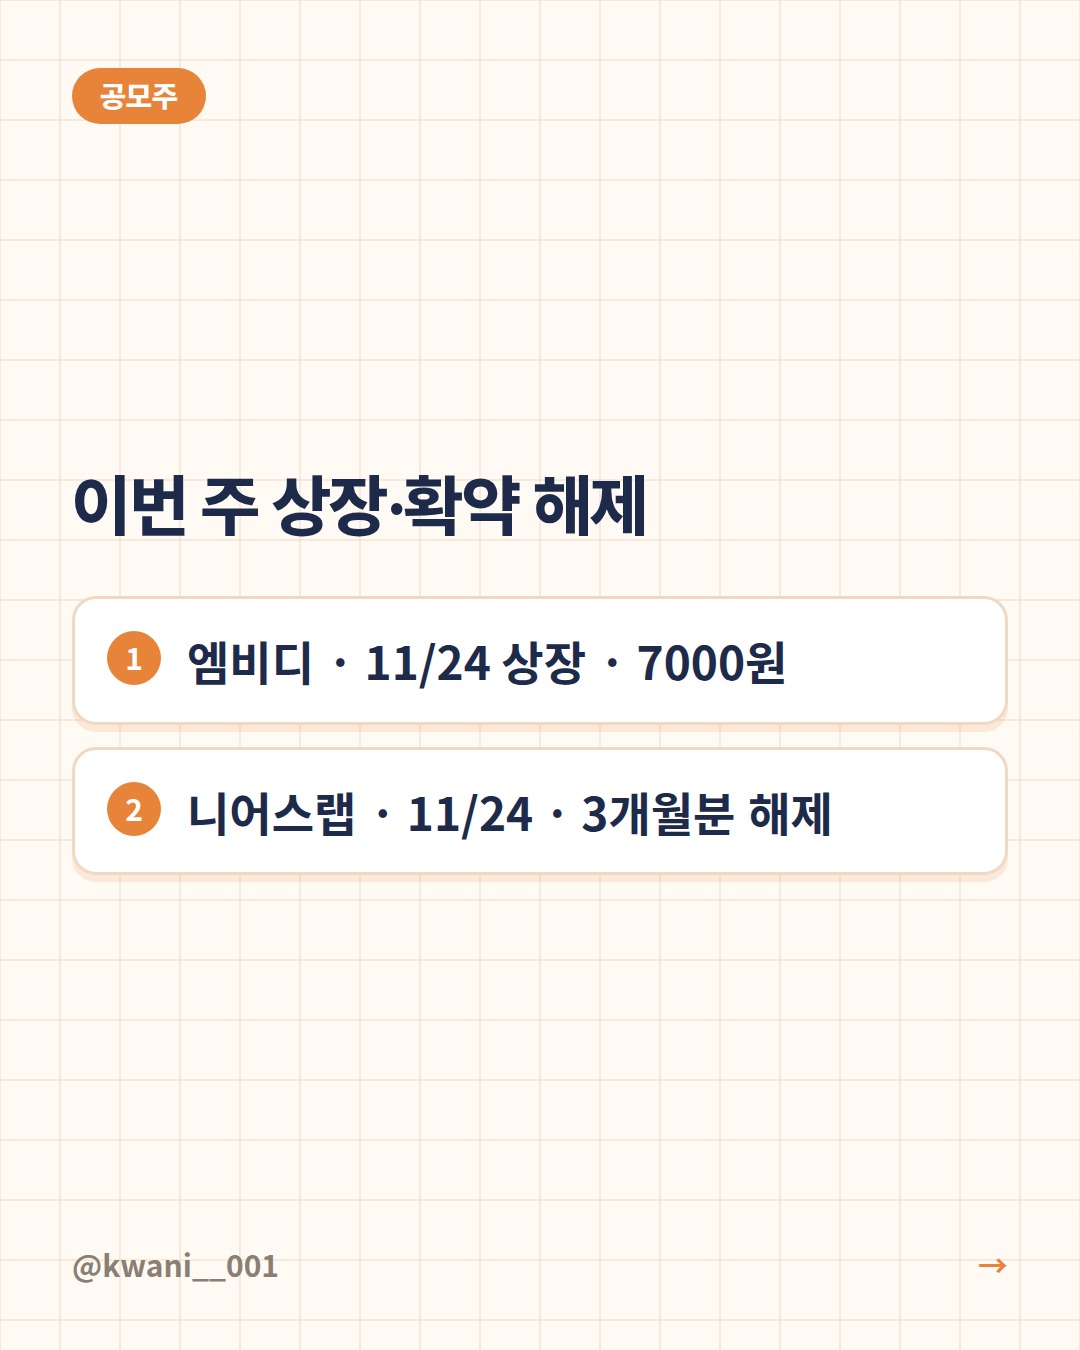 공모주
이번 주 상장·확약 해제
1 엠비디 · 11/24 상장 · 7000원
2 니어스랩 · 11/24 · 3개월분 해제
@kwani__001 →